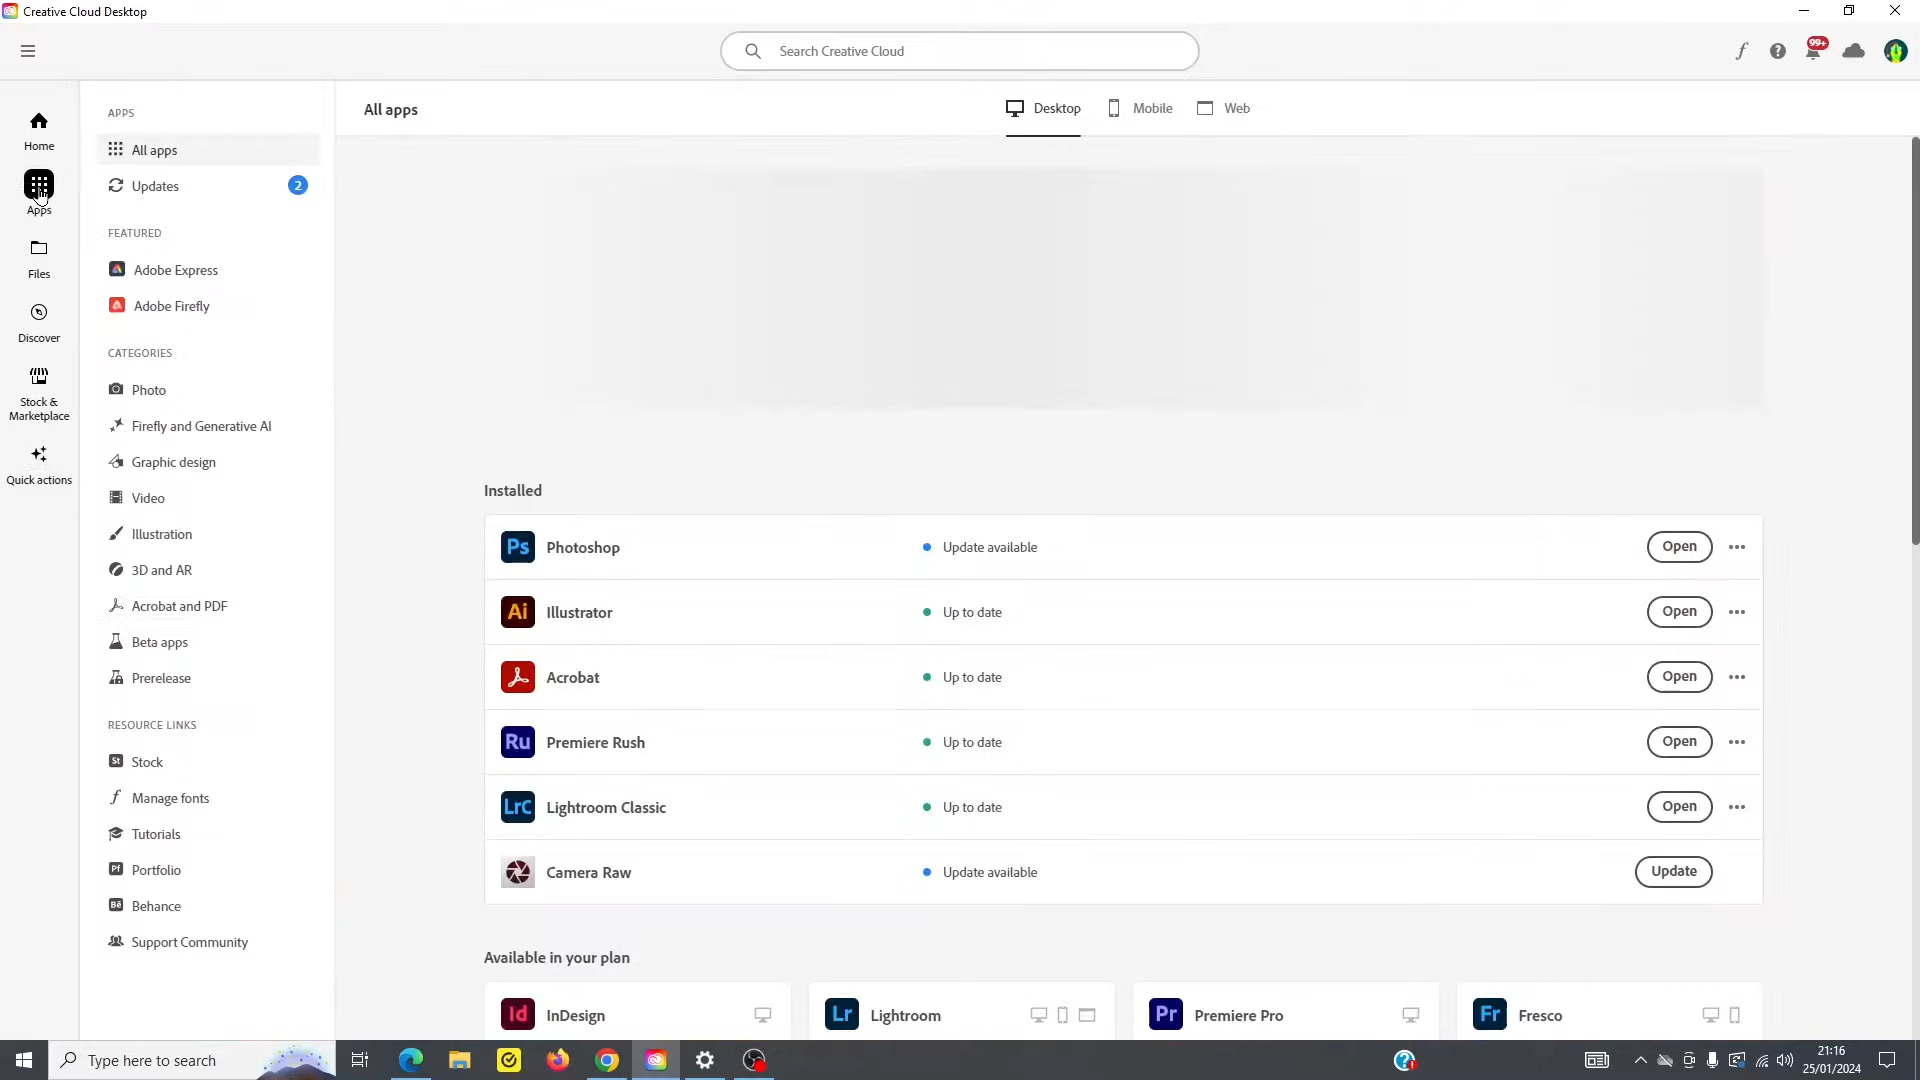 Creative Cloud Desktop
Search Creative Cloud
99+
Home
Apps
Files
Discover
Stock &
Marketplace
Quick actions
APPS
All apps
Updates 2
FEATURED
Adobe Express
Adobe Firefly
CATEGORIES
Photo
Firefly and Generative AI
Graphic design
Video
Illustration
3D and AR
Acrobat and PDF
Beta apps
Prerelease
RESOURCE LINKS
St Stock
Manage fonts
Tutorials
Pf Portfolio
Bē Behance
Support Community
All apps
Desktop Mobile Web
Installed
Ps Photoshop Update available Open
Ai Illustrator Up to date Open
Acrobat Up to date Open
Ru Premiere Rush Up to date Open
LrC Lightroom Classic Up to date Open
Camera Raw Update available Update
Available in your plan
Id InDesign Lr Lightroom Pr Premiere Pro Fr Fresco
Type here to search
21:16
25/01/2024